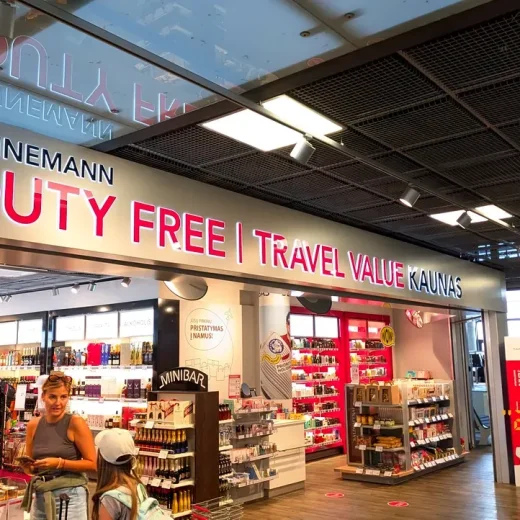 NEMANN
UTY FREE | TRAVEL VALUE KAUNAS
PRISTATYMAS
Į NAMUS!
MINIBAR